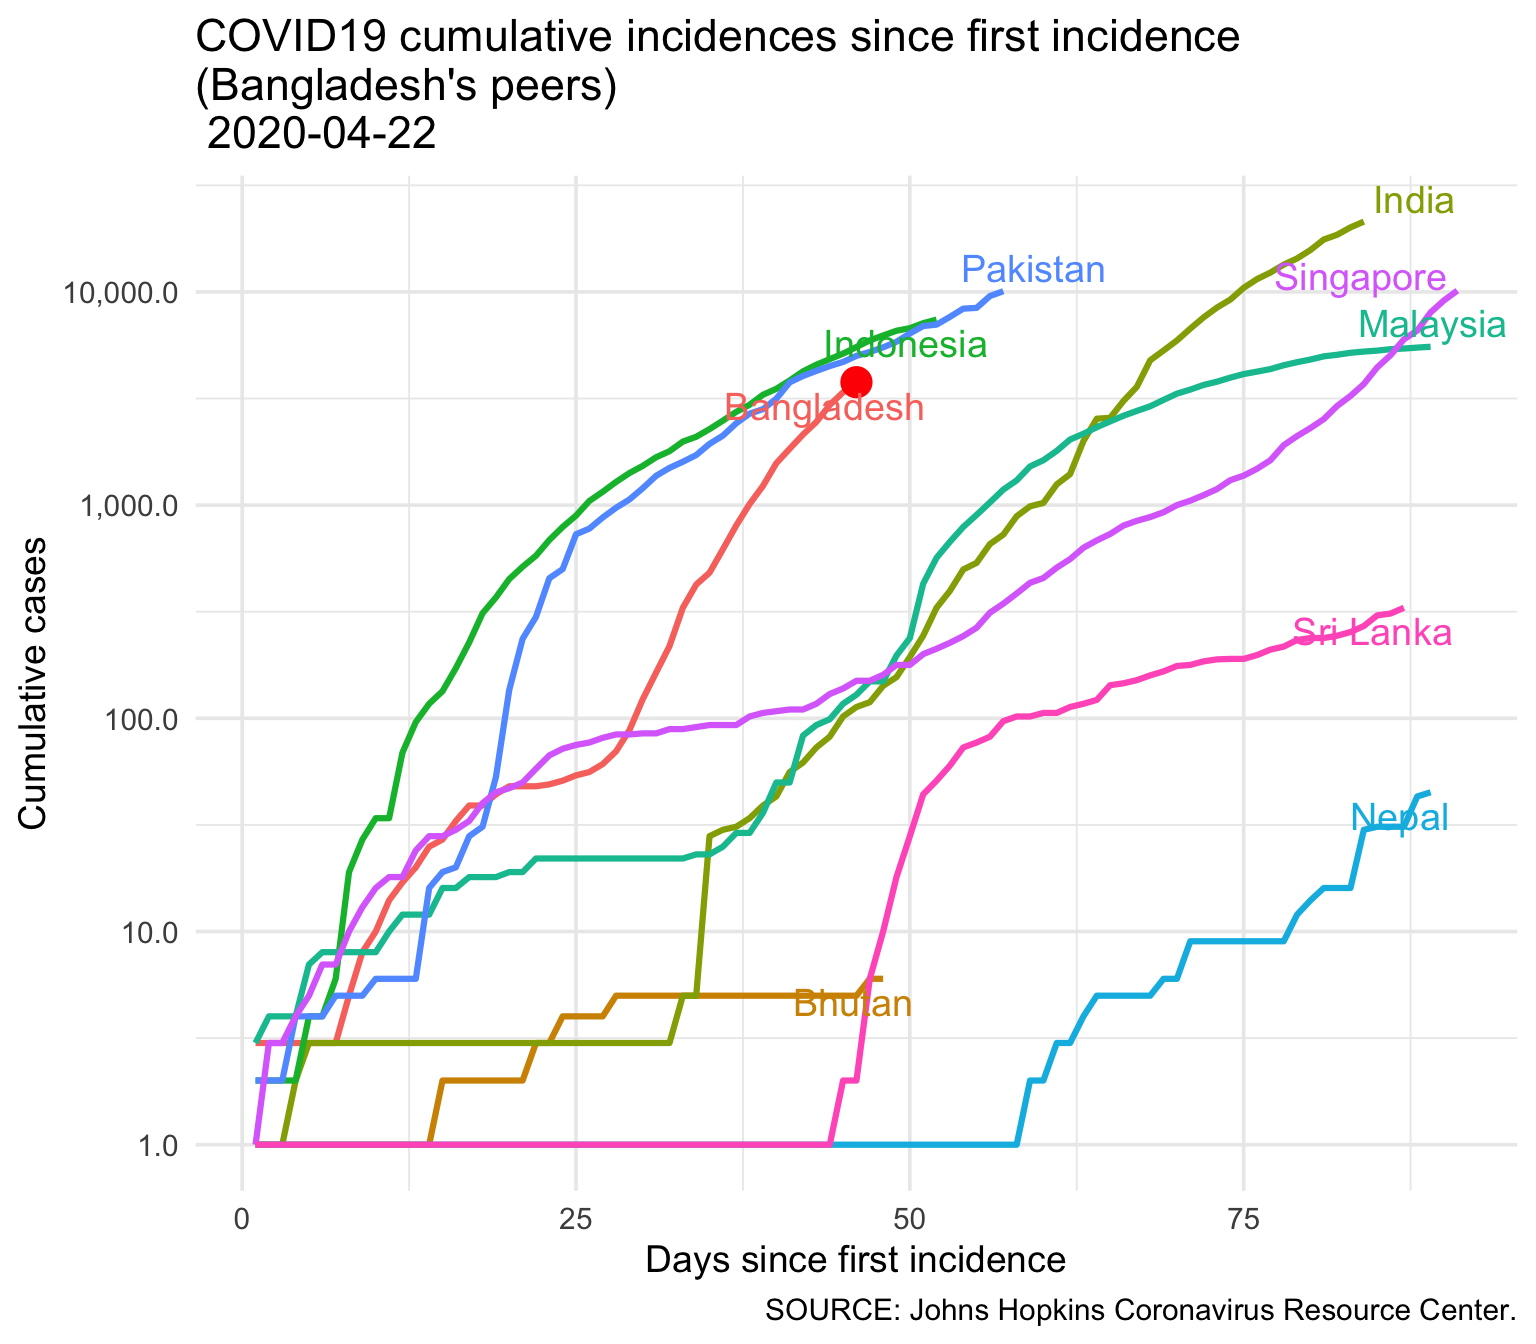 COVID19 cumulative incidences since first incidence
(Bangladesh's peers)
2020-04-22
India
Pakistan
Singapore
10,000.0
Malaysia
Indonesia
Bangladesh
1,000.0
Sri Lanka
100.0
Nepal
10.0
Bhutan
1.0
Cumulative cases
0 25 50 75
Days since first incidence
SOURCE: Johns Hopkins Coronavirus Resource Center.